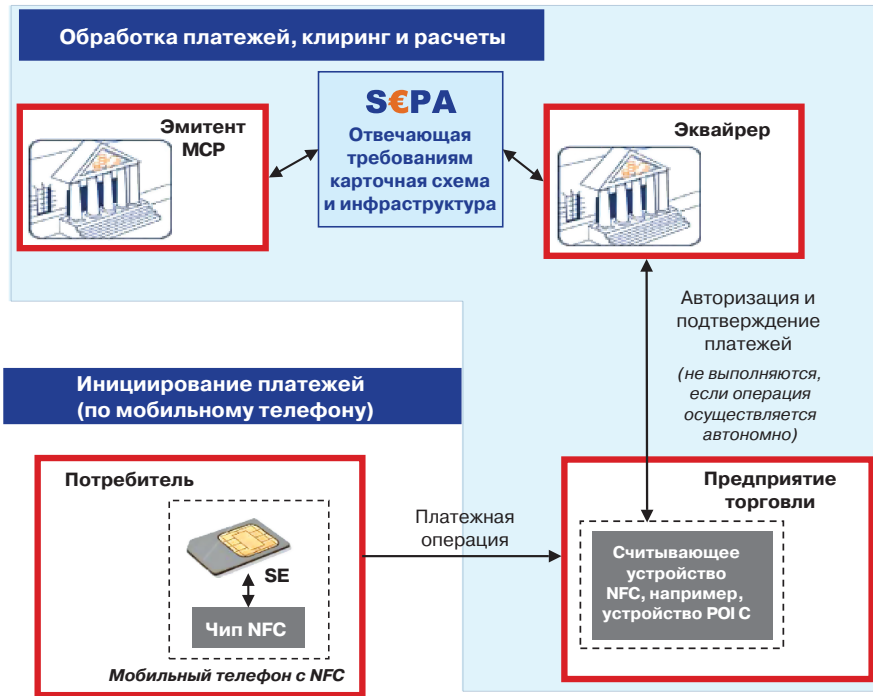 Обработка платежей, клиринг и расчеты
Эмитент
МСР
S€PA
Отвечающая
требованиям
карточная схема
и инфраструктура
Эквайрер
Авторизация и
подтверждение
платежей
(не выполняются,
если операция
осуществляется
автономно)
Инициирование платежей
(по мобильному телефону)
Потребитель
SE
Чип NFC
Мобильный телефон с NFC
Платежная
операция
Предприятие
торговли
Считывающее
устройство
NFC, например,
устройство POI C